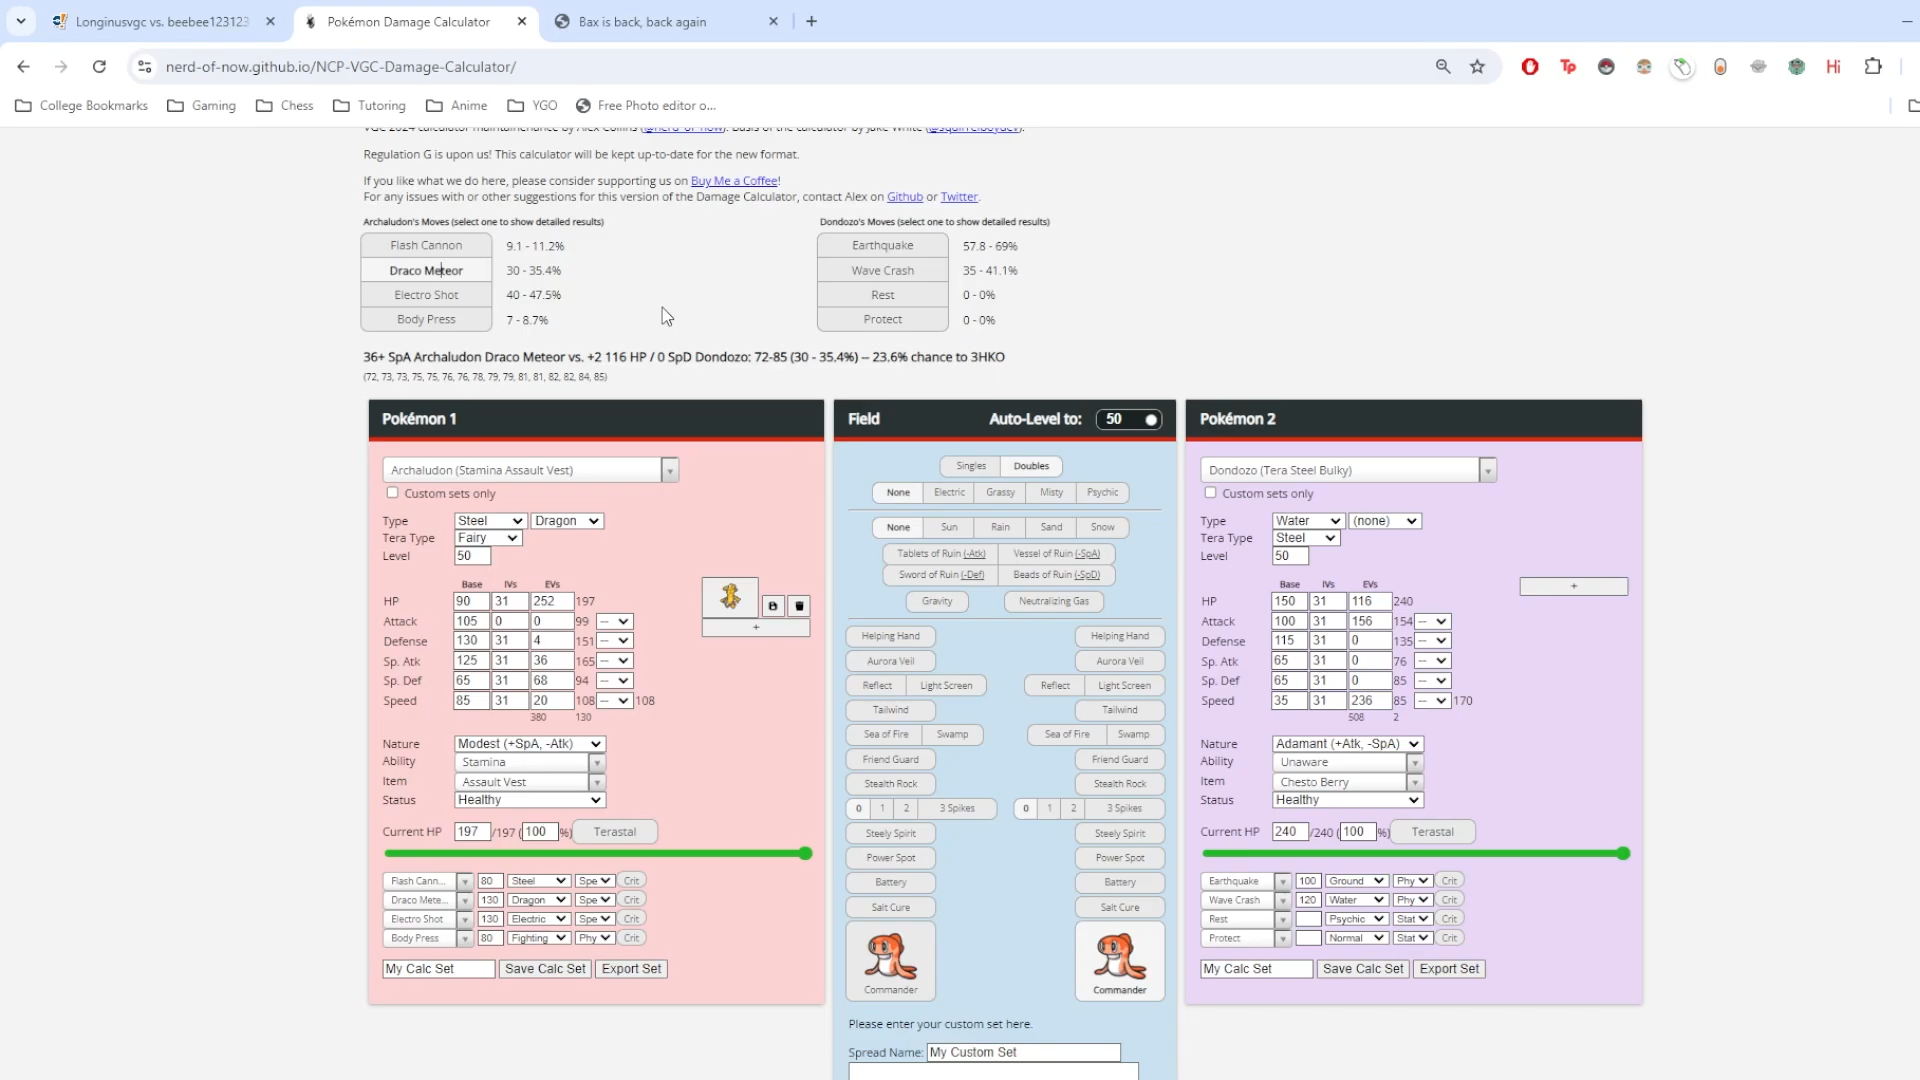 Longinusvgc vs. beebee123123
Pokémon Damage Calculator
Bax is back, back again
nerd-of-now.github.io/NCP-VGC-Damage-Calculator/
College Bookmarks Gaming Chess Tutoring Anime YGO Free Photo editor o...
VGC 2024 calculator maintainenance by Alex Collins (@nerd_of_now). Basis of the calculator by Jake White (@squirrelboydev).
Regulation G is upon us! This calculator will be kept up-to-date for the new format.
If you like what we do here, please consider supporting us on Buy Me a Coffee!
For any issues with or other suggestions for this version of the Damage Calculator, contact Alex on Github or Twitter.
Archaludon's Moves (select one to show detailed results)
Flash Cannon 9.1 - 11.2%
Draco Meteor 30 - 35.4%
Electro Shot 40 - 47.5%
Body Press 7 - 8.7%
Dondozo's Moves (select one to show detailed results)
Earthquake 57.8 - 69%
Wave Crash 35 - 41.1%
Rest 0 - 0%
Protect 0 - 0%
36+ SpA Archaludon Draco Meteor vs. +2 116 HP / 0 SpD Dondozo: 72-85 (30 - 35.4%) -- 23.6% chance to 3HKO
(72, 73, 73, 75, 75, 76, 76, 78, 79, 79, 81, 81, 82, 82, 84, 85)
Pokémon 1
Archaludon (Stamina Assault Vest)
Custom sets only
Type Steel Dragon
Tera Type Fairy
Level 50
Base IVs EVs
HP 90 31 252 197
Attack 105 0 0 99 --
Defense 130 31 4 151 --
Sp. Atk 125 31 36 165 --
Sp. Def 65 31 68 94 --
Speed 85 31 20 108 -- 108
380 130
+
Nature Modest (+SpA, -Atk)
Ability Stamina
Item Assault Vest
Status Healthy
Current HP 197 /197 (100 %) Terastal
Flash Cann... 80 Steel Spe Crit
Draco Mete... 130 Dragon Spe Crit
Electro Shot 130 Electric Spe Crit
Body Press 80 Fighting Phy Crit
My Calc Set Save Calc Set Export Set
Field Auto-Level to: 50
Singles Doubles
None Electric Grassy Misty Psychic
None Sun Rain Sand Snow
Tablets of Ruin (-Atk) Vessel of Ruin (-SpA)
Sword of Ruin (-Def) Beads of Ruin (-SpD)
Gravity Neutralizing Gas
Helping Hand Helping Hand
Aurora Veil Aurora Veil
Reflect Light Screen Reflect Light Screen
Tailwind Tailwind
Sea of Fire Swamp Sea of Fire Swamp
Friend Guard Friend Guard
Stealth Rock Stealth Rock
0 1 2 3 Spikes 0 1 2 3 Spikes
Steely Spirit Steely Spirit
Power Spot Power Spot
Battery Battery
Salt Cure Salt Cure
Commander Commander
Please enter your custom set here.
Spread Name: My Custom Set
Pokémon 2
Dondozo (Tera Steel Bulky)
Custom sets only
Type Water (none)
Tera Type Steel
Level 50
Base IVs EVs
HP 150 31 116 240
Attack 100 31 156 154 --
Defense 115 31 0 135 --
Sp. Atk 65 31 0 76 --
Sp. Def 65 31 0 85 --
Speed 35 31 236 85 -- 170
508 2
+
Nature Adamant (+Atk, -SpA)
Ability Unaware
Item Chesto Berry
Status Healthy
Current HP 240 /240 (100 %) Terastal
Earthquake 100 Ground Phy Crit
Wave Crash 120 Water Phy Crit
Rest Psychic Stat Crit
Protect Normal Stat Crit
My Calc Set Save Calc Set Export Set